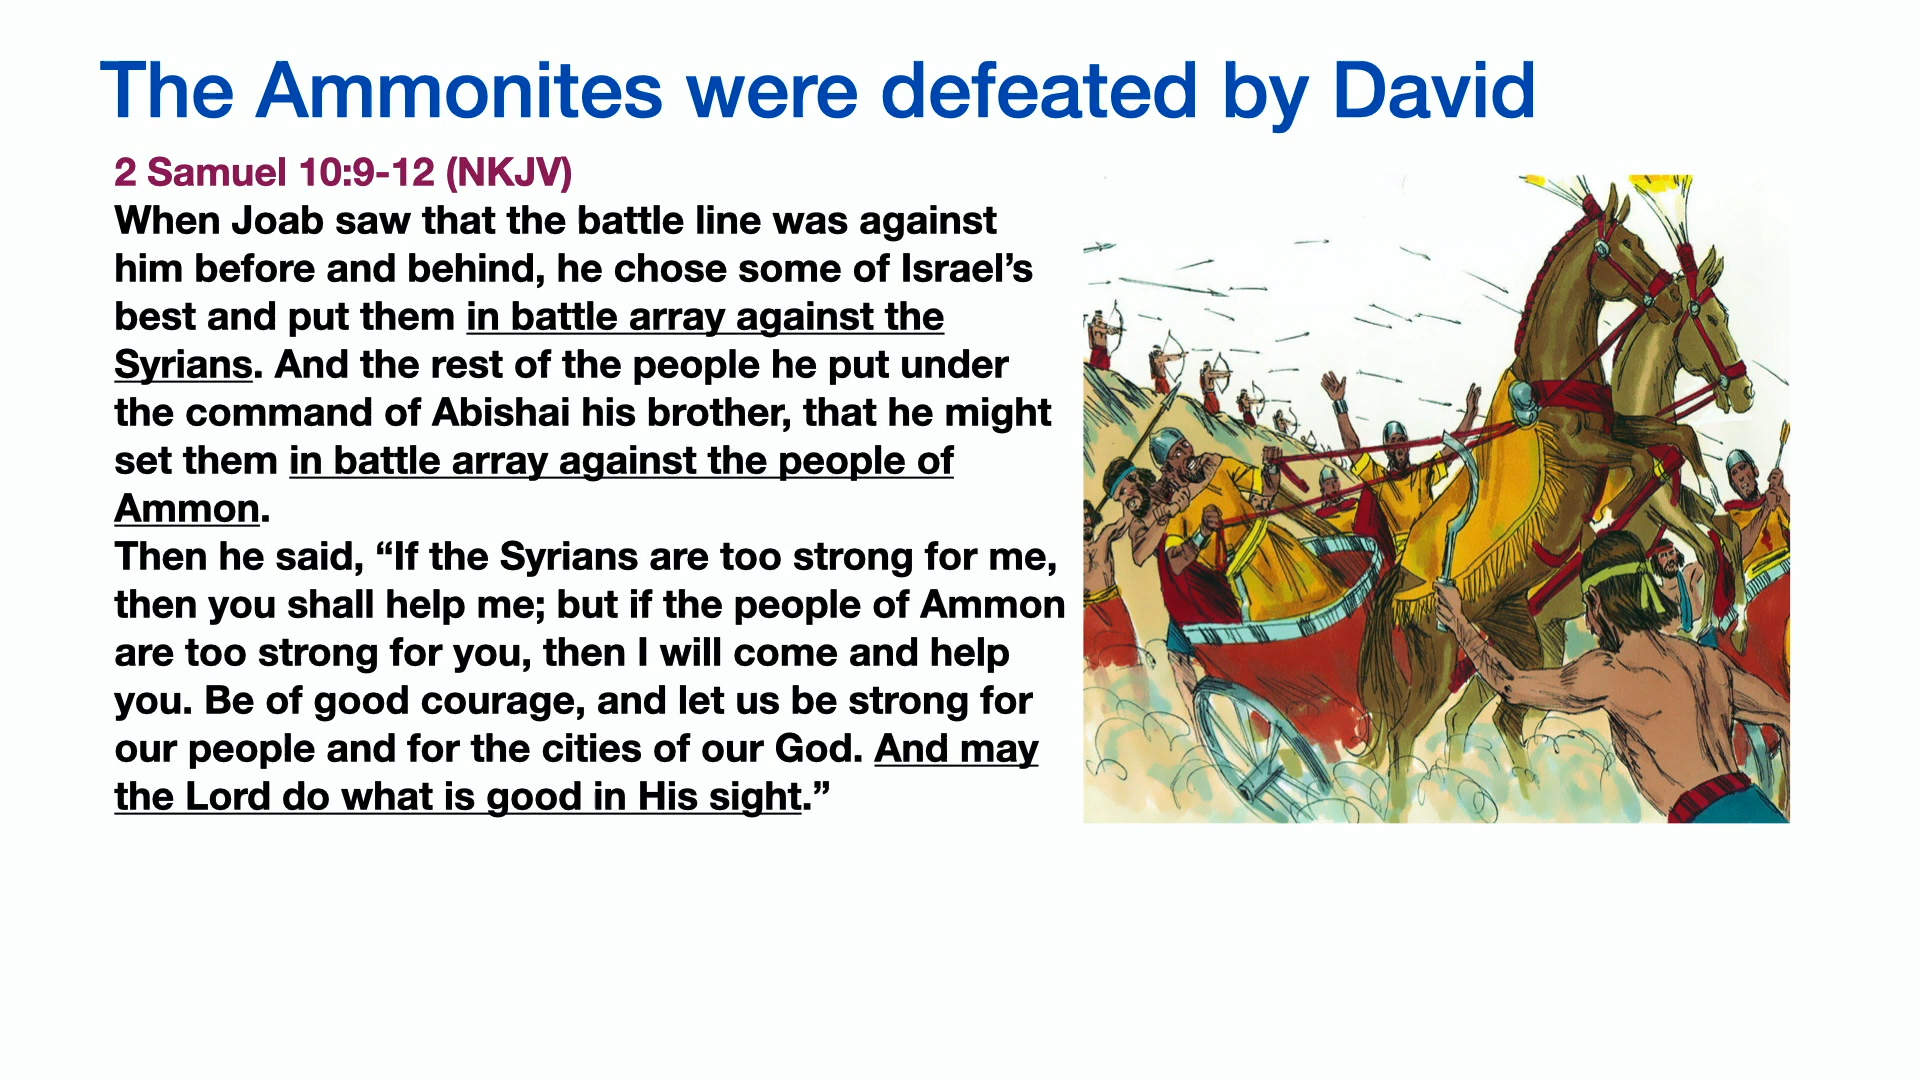 The Ammonites were defeated by David
2 Samuel 10:9-12 (NKJV)
When Joab saw that the battle line was against
him before and behind, he chose some of Israel’s
best and put them in battle array against the
Syrians. And the rest of the people he put under
the command of Abishai his brother, that he might
set them in battle array against the people of
Ammon.
Then he said, “If the Syrians are too strong for me,
then you shall help me; but if the people of Ammon
are too strong for you, then I will come and help
you. Be of good courage, and let us be strong for
our people and for the cities of our God. And may
the Lord do what is good in His sight.”